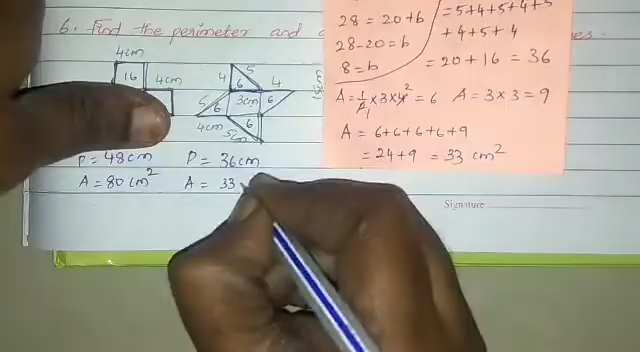 6. Find the perimeter and
4cm
16
4cm
5
4
6
4
5
6
3cm
6
4cm
5cm
6
P = 48cm
P = 36cm
A = 80 cm²
A = 33
28 = 20+b
28-20 = b
8 = b
= 5+4+5+4+5
+4+5+4
= 20+16 = 36
A = 1/2 × 3 × 4² = 6 A = 3×3 = 9
A = 6+6+6+6+9
= 24+9 = 33 cm²
Signature